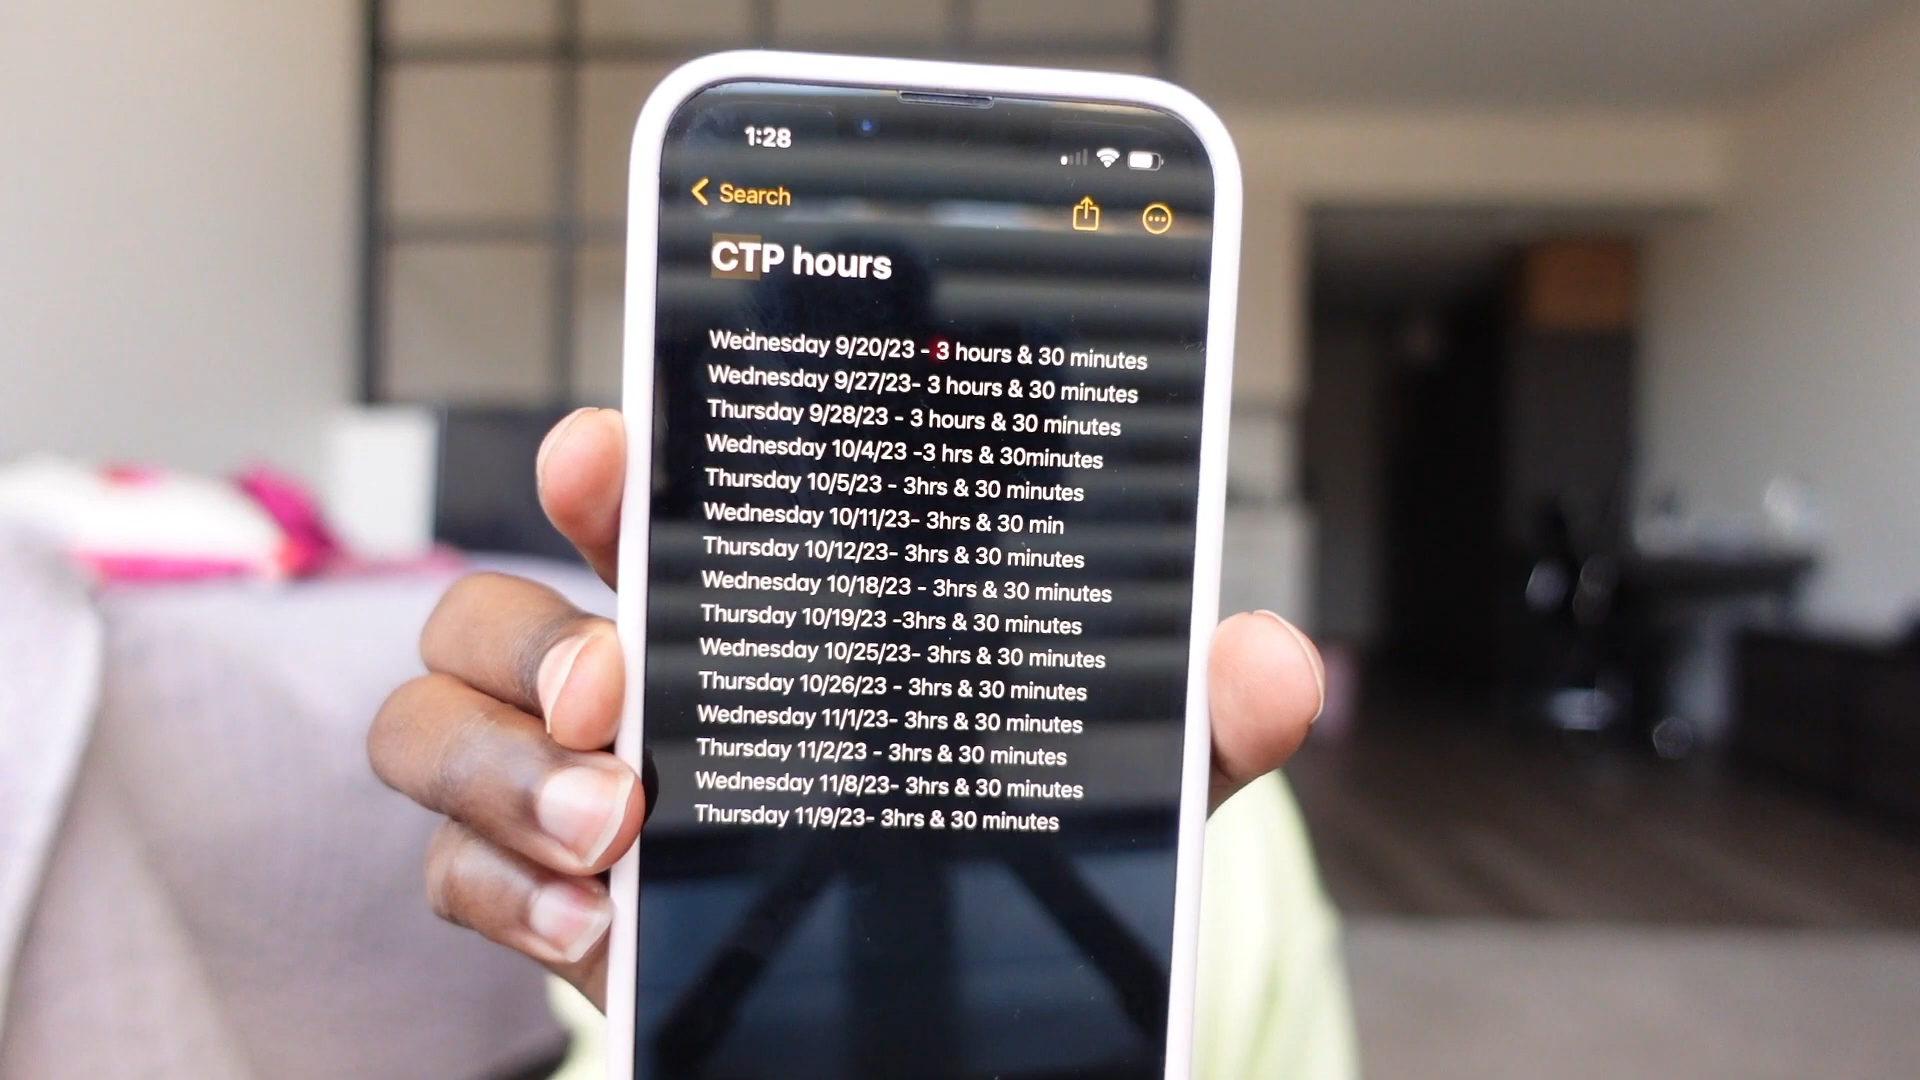 1:28
Search
CTP hours
Wednesday 9/20/23 - 3 hours & 30 minutes
Wednesday 9/27/23- 3 hours & 30 minutes
Thursday 9/28/23 - 3 hours & 30 minutes
Wednesday 10/4/23 -3 hrs & 30minutes
Thursday 10/5/23 - 3hrs & 30 minutes
Wednesday 10/11/23- 3hrs & 30 min
Thursday 10/12/23- 3hrs & 30 minutes
Wednesday 10/18/23 - 3hrs & 30 minutes
Thursday 10/19/23 -3hrs & 30 minutes
Wednesday 10/25/23- 3hrs & 30 minutes
Thursday 10/26/23 - 3hrs & 30 minutes
Wednesday 11/1/23- 3hrs & 30 minutes
Thursday 11/2/23 - 3hrs & 30 minutes
Wednesday 11/8/23- 3hrs & 30 minutes
Thursday 11/9/23- 3hrs & 30 minutes